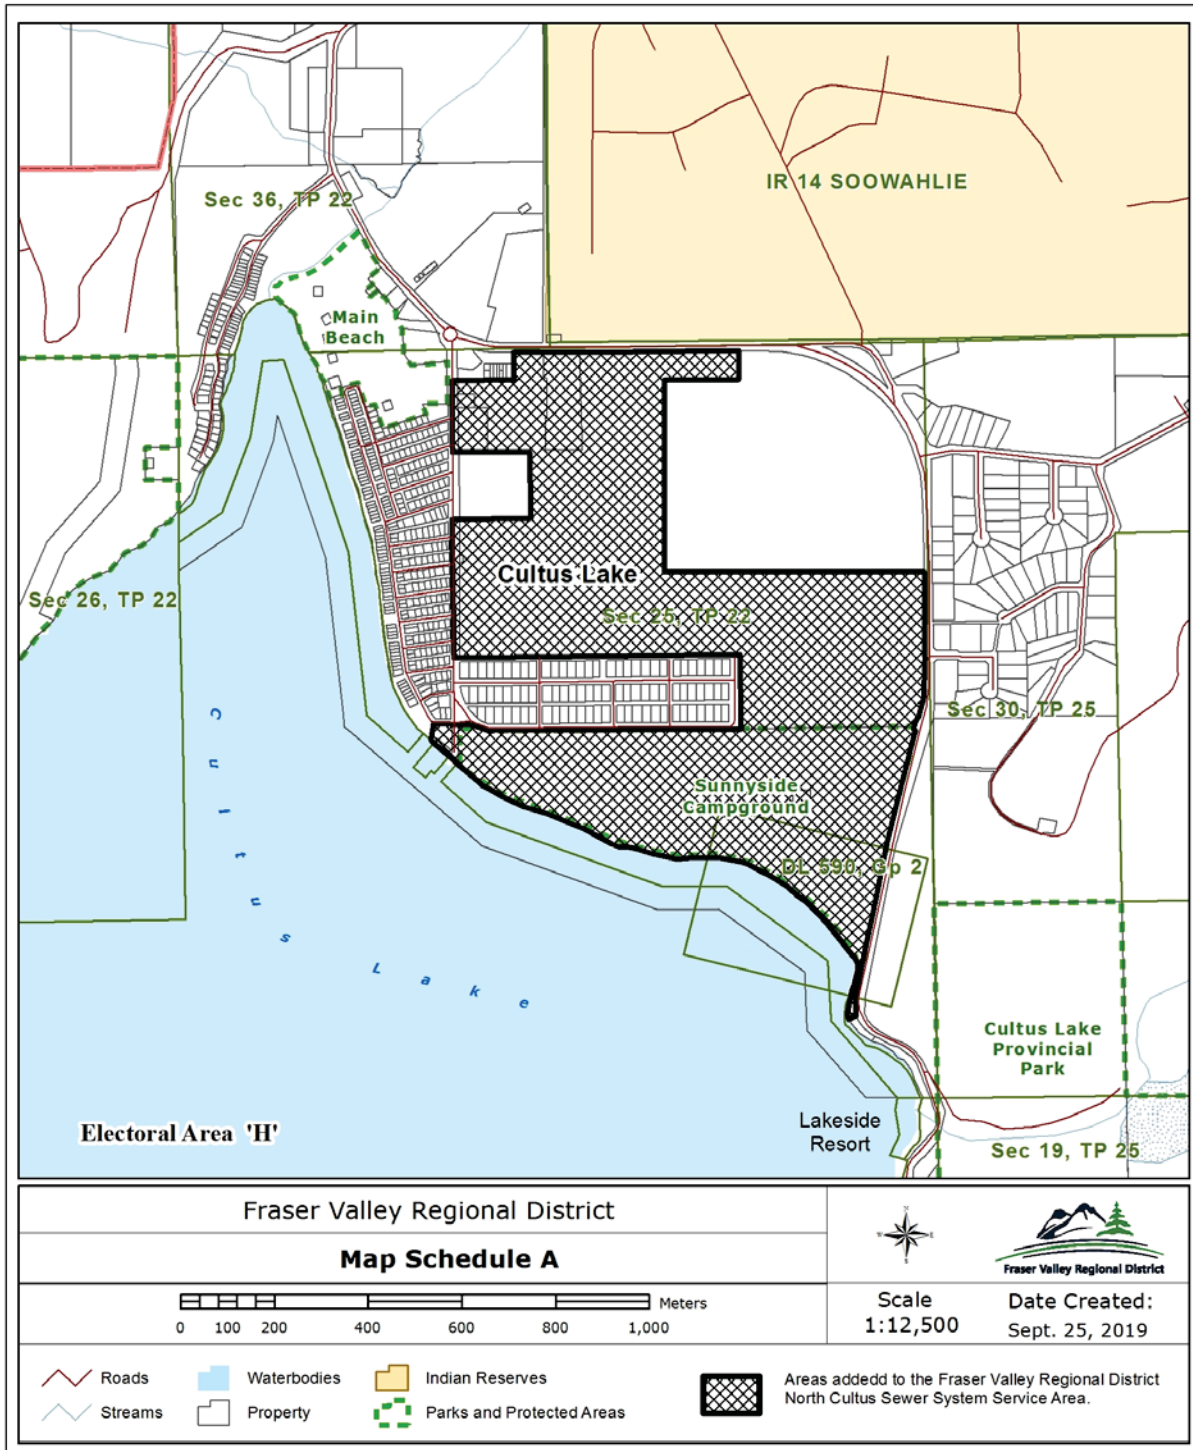 IR 14 SOOWAHLIE
Sec 36, TP 22
Main
Beach
Cultus Lake
Sec 26, TP 22
Sec 25, TP 22
Sec 30, TP 25
Sunnyside
Campground
DL 590, Gp 2
Cultus Lake
Cultus Lake
Provincial
Park
Lakeside
Resort
Electoral Area 'H'
Sec 19, TP 25
Fraser Valley Regional District
Map Schedule A
Meters
0 100 200 400 600 800 1,000
N
W E
S
Fraser Valley Regional District
Scale
1:12,500
Date Created:
Sept. 25, 2019
Roads
Waterbodies
Indian Reserves
Streams
Property
Parks and Protected Areas
Areas addedd to the Fraser Valley Regional District
North Cultus Sewer System Service Area.